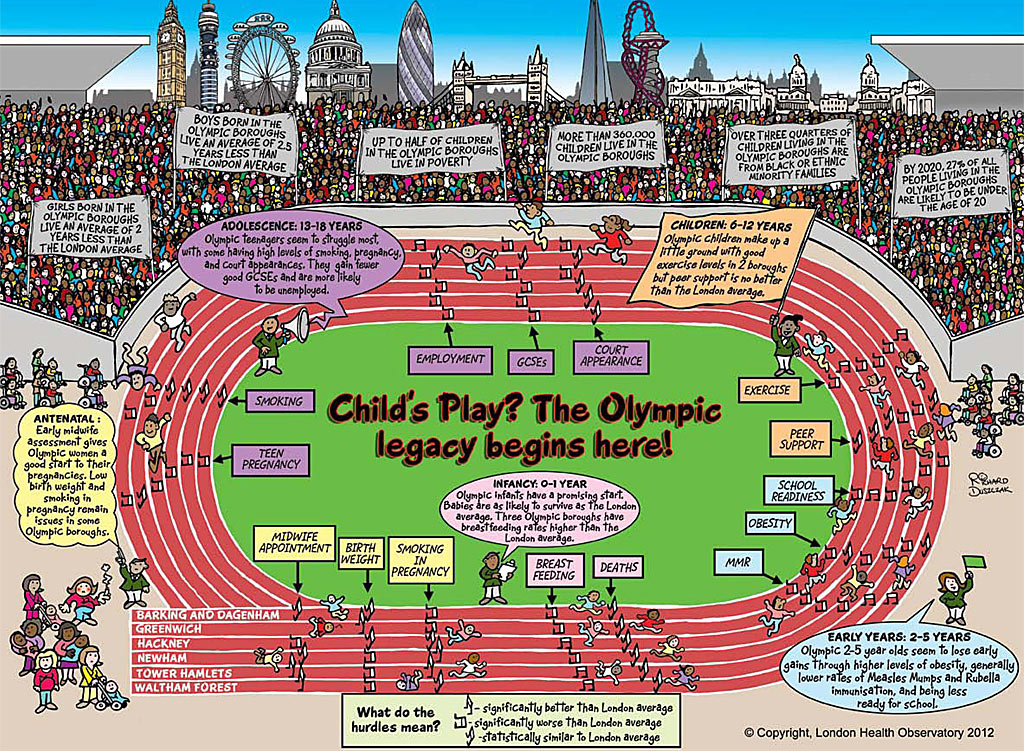 BOYS BORN IN THE
OLYMPIC BOROUGHS
LIVE AN AVERAGE OF 2.5
YEARS LESS THAN
THE LONDON AVERAGE
UP TO HALF OF CHILDREN
IN THE OLYMPIC BOROUGHS
LIVE IN POVERTY
MORE THAN 360,000
CHILDREN LIVE IN THE
OLYMPIC BOROUGHS
OVER THREE QUARTERS OF
CHILDREN LIVING IN THE
OLYMPIC BOROUGHS ARE
FROM BLACK OR ETHNIC
MINORITY FAMILIES
BY 2020, 27% OF ALL
PEOPLE LIVING IN THE
OLYMPIC BOROUGHS
ARE LIKELY TO BE UNDER
THE AGE OF 20
GIRLS BORN IN THE
OLYMPIC BOROUGHS
LIVE AN AVERAGE OF 2
YEARS LESS THAN
THE LONDON AVERAGE
ADOLESCENCE: 13-18 YEARS
Olympic teenagers seem to struggle most,
with some having high levels of smoking, pregnancy,
and court appearances. They gain fewer
good GCSEs and are more likely
to be unemployed.
CHILDREN: 6-12 YEARS
Olympic children make up a
little ground with good
exercise levels in 2 boroughs
but peer support is no better
than the London average.
EMPLOYMENT
GCSEs
COURT
APPEARANCE
SMOKING
TEEN
PREGNANCY
EXERCISE
PEER
SUPPORT
SCHOOL
READINESS
OBESITY
MMR
Child's Play? The Olympic
legacy begins here!
ANTENATAL :
Early midwife
assessment gives
Olympic women a
good start to their
pregnancies. Low
birth weight and
smoking in
pregnancy remain
issues in some
Olympic boroughs.
INFANCY: 0-1 YEAR
Olympic infants have a promising start.
Babies are as likely to survive as the London
average. Three Olympic boroughs have
breastfeeding rates higher than the
London average.
MIDWIFE
APPOINTMENT
BIRTH
WEIGHT
SMOKING
IN
PREGNANCY
BREAST
FEEDING
DEATHS
RICHARD
DUSZCZAK
BARKING AND DAGENHAM
GREENWICH
HACKNEY
NEWHAM
TOWER HAMLETS
WALTHAM FOREST
EARLY YEARS: 2-5 YEARS
Olympic 2-5 year olds seem to lose early
gains through higher levels of obesity, generally
lower rates of Measles Mumps and Rubella
immunisation, and being less
ready for school.
What do the
hurdles mean?
- significantly better than London average
- significantly worse than London average
- statistically similar to London average
© Copyright, London Health Observatory 2012